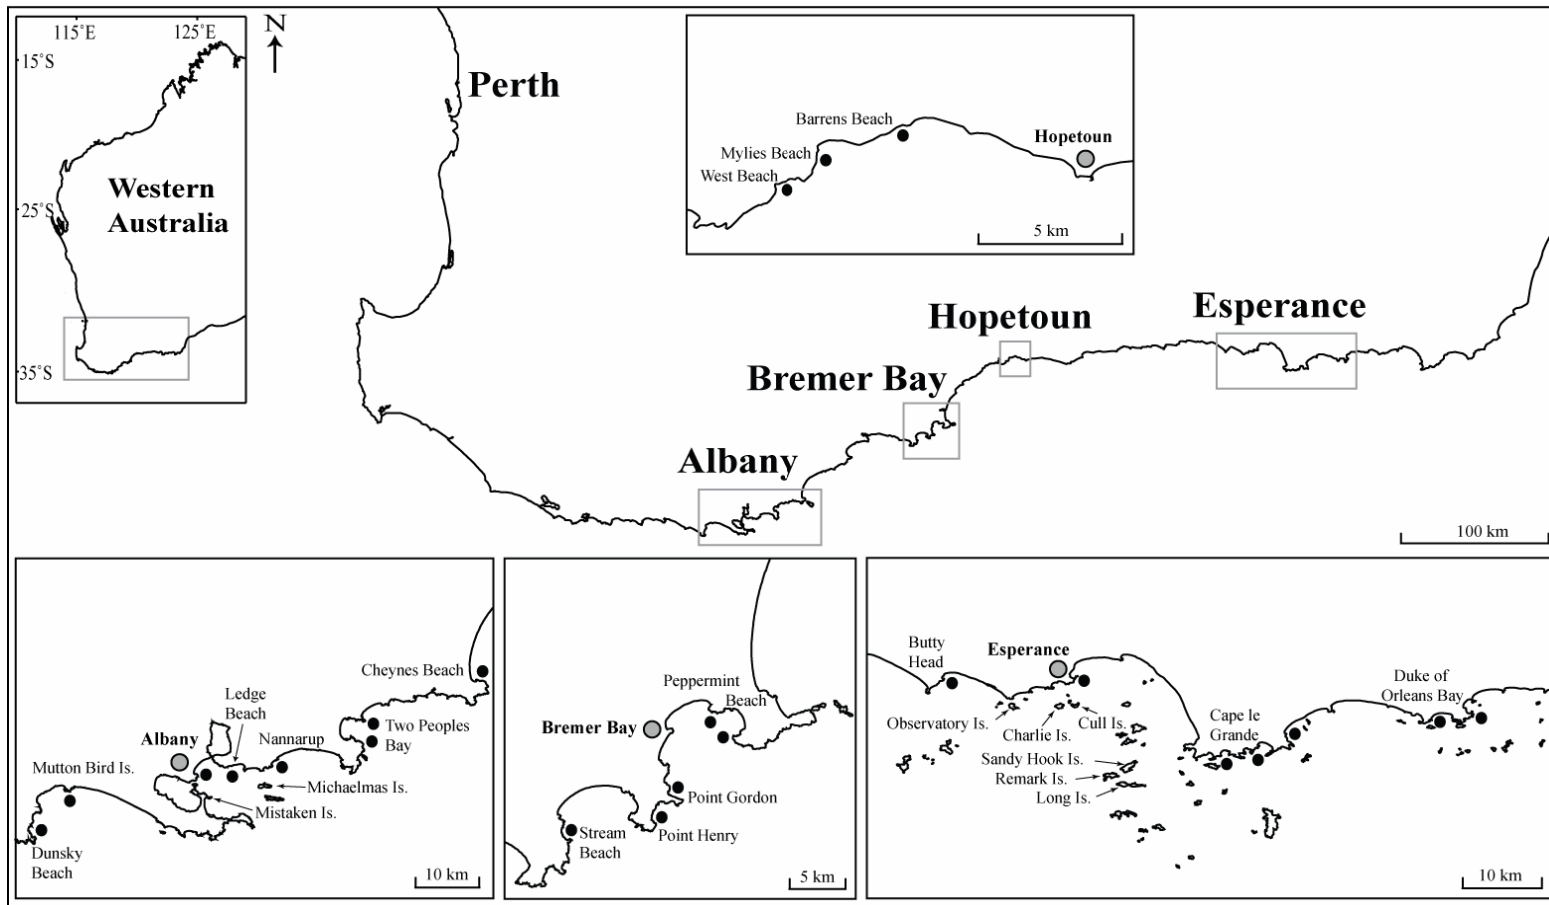 115˚E
125˚E
N
15˚S
Western
Australia
25˚S
35˚S
Perth
Barrens Beach
Hopetoun
Mylies Beach
West Beach
5 km
Esperance
Hopetoun
Bremer Bay
Albany
100 km
Cheynes Beach
Ledge
Beach
Two Peoples
Bay
Albany
Nannarup
Mutton Bird Is.
Michaelmas Is.
Mistaken Is.
Dunsky
Beach
10 km
Peppermint
Beach
Bremer Bay
Point Gordon
Stream
Beach
Point Henry
5 km
Butty
Head
Esperance
Duke of
Orleans Bay
Observatory Is.
Charlie Is.
Cull Is.
Cape le
Grande
Sandy Hook Is.
Remark Is.
Long Is.
10 km